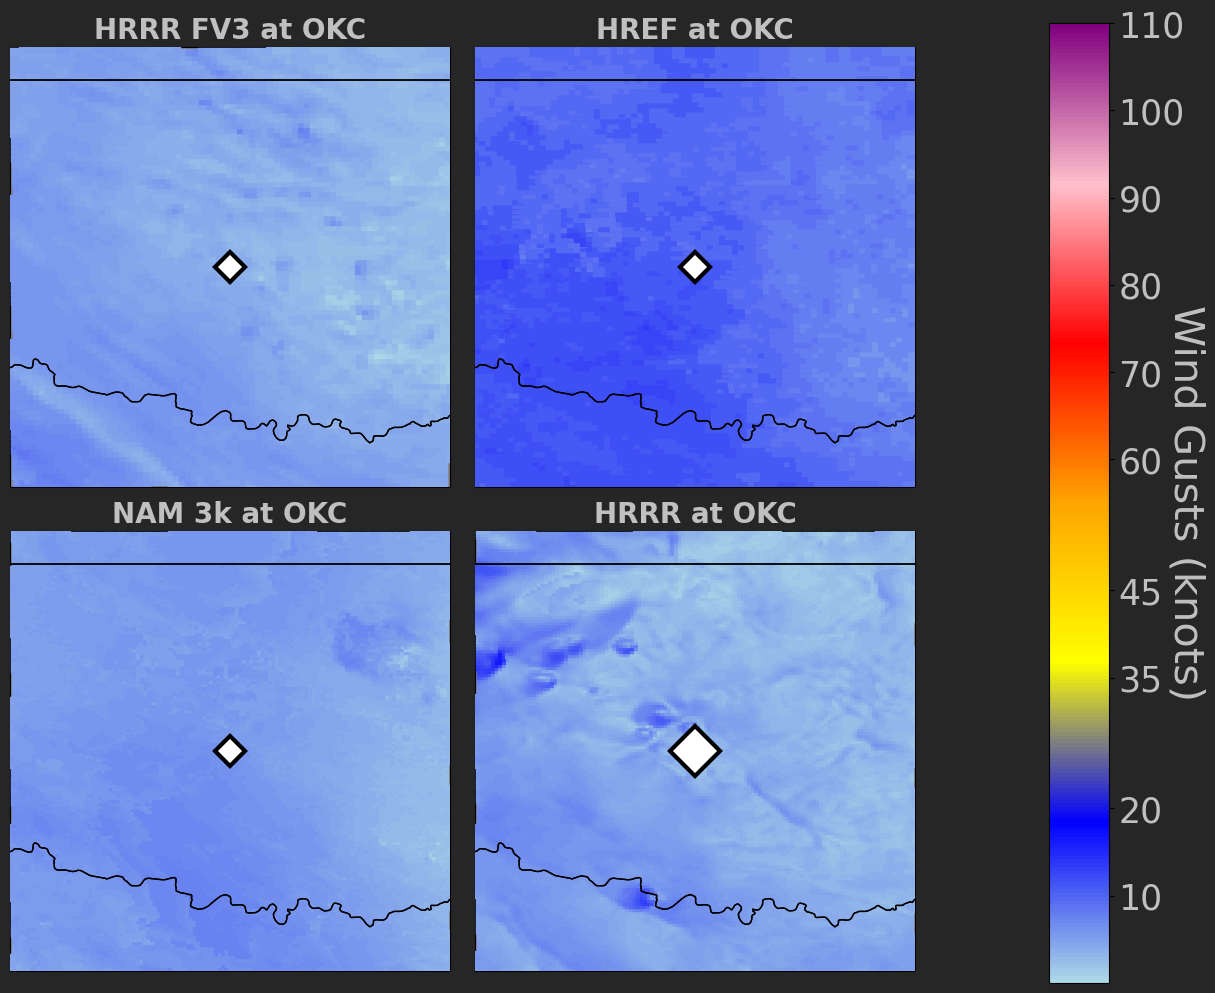 HRRR FV3 at OKC
HREF at OKC
NAM 3k at OKC
HRRR at OKC
110
100
90
80
70
60
45
35
20
10
Wind Gusts (knots)